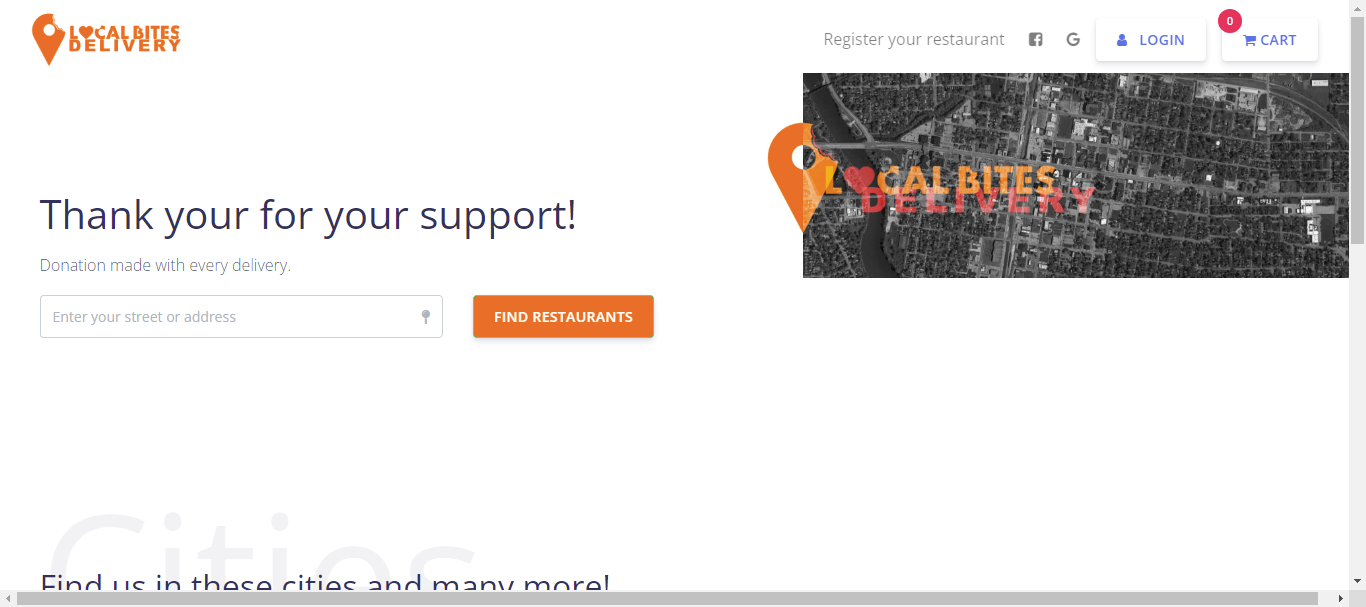 LOCAL BITES
DELIVERY
Register your restaurant
LOGIN
0
CART
LOCAL BITES
DELIVERY
Thank your for your support!
Donation made with every delivery.
Enter your street or address
FIND RESTAURANTS
Cities
Find us in these cities and many more!